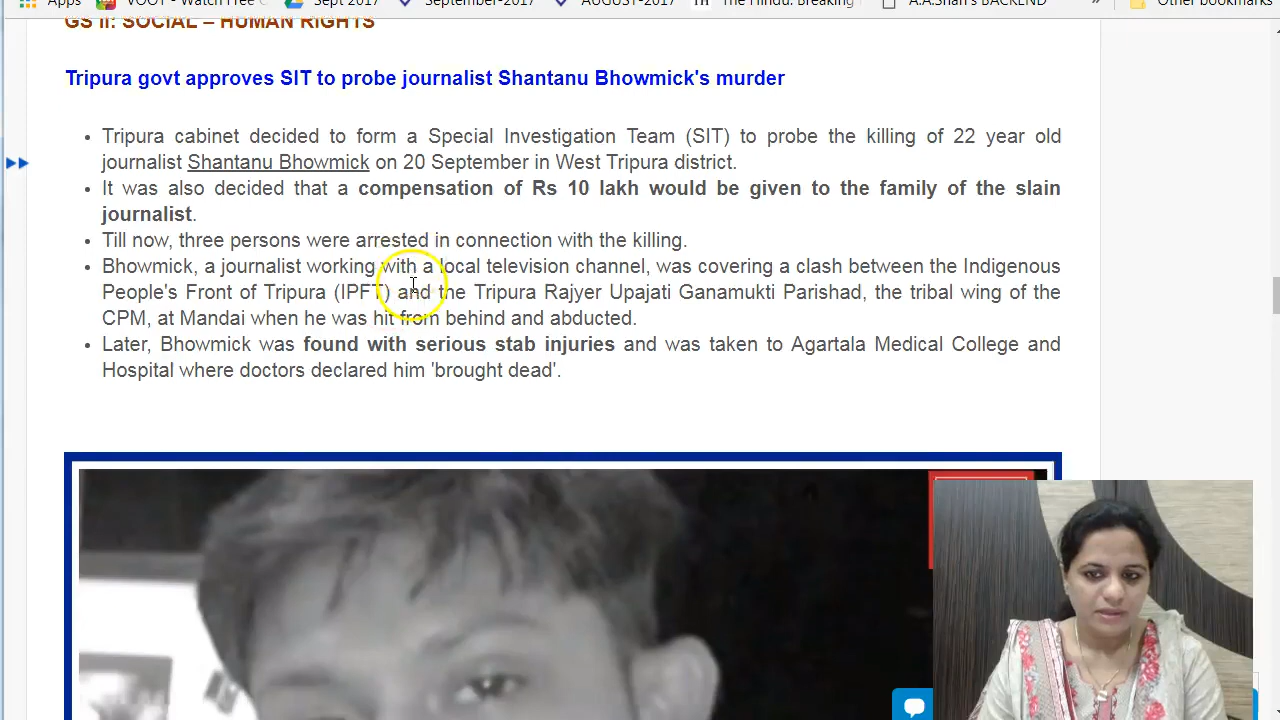 Apps VOOT - Watch Free Sept 2017 September-2017 AUGUST-2017 TH The Hindu: Breaking A.A.Shah's BACKEND » Other bookmarks
GS II: SOCIAL – HUMAN RIGHTS
Tripura govt approves SIT to probe journalist Shantanu Bhowmick's murder
• Tripura cabinet decided to form a Special Investigation Team (SIT) to probe the killing of 22 year old
journalist Shantanu Bhowmick on 20 September in West Tripura district.
• It was also decided that a compensation of Rs 10 lakh would be given to the family of the slain
journalist.
• Till now, three persons were arrested in connection with the killing.
• Bhowmick, a journalist working with a local television channel, was covering a clash between the Indigenous
People's Front of Tripura (IPFT) and the Tripura Rajyer Upajati Ganamukti Parishad, the tribal wing of the
CPM, at Mandai when he was hit from behind and abducted.
• Later, Bhowmick was found with serious stab injuries and was taken to Agartala Medical College and
Hospital where doctors declared him 'brought dead'.